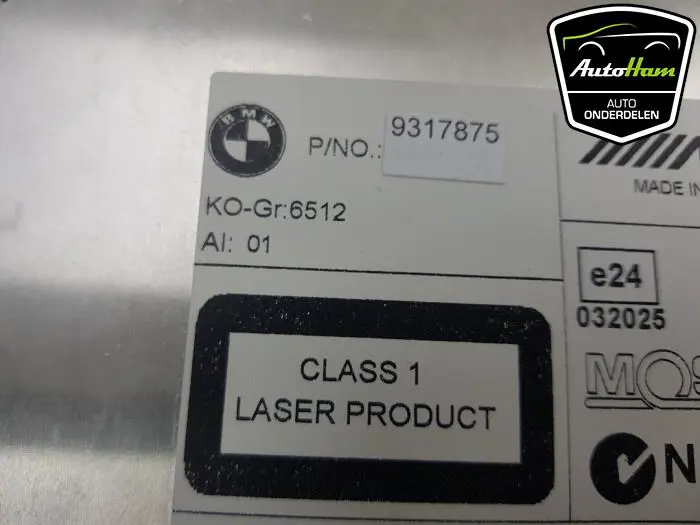 AutoHam
AUTO
ONDERDELEN
BMW
P/NO.: 9317875
KO-Gr:6512
AI: 01
MADE IN
e24
032025
CLASS 1
LASER PRODUCT
N